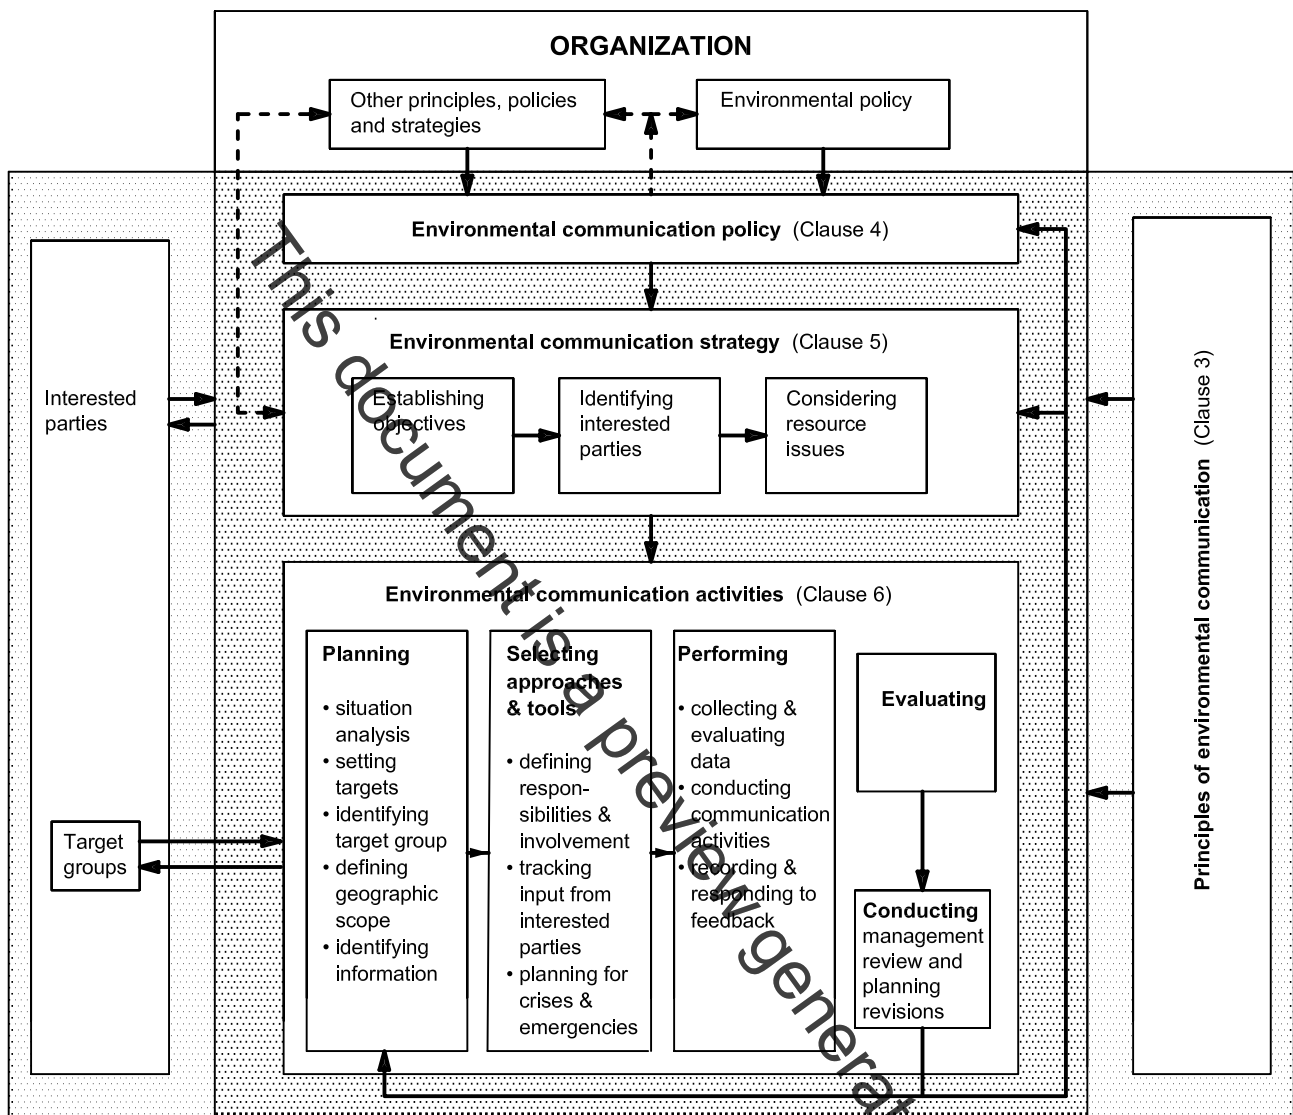 ORGANIZATION
Other principles, policies
and strategies
Environmental policy
Environmental communication policy (Clause 4)
Environmental communication strategy (Clause 5)
Establishing
objectives
Identifying
interested
parties
Considering
resource
issues
Interested
parties
Environmental communication activities (Clause 6)
Planning
• situation
analysis
• setting
targets
• identifying
target group
• defining
geographic
scope
• identifying
information
Selecting
approaches
& tools
• defining
respon-
sibilities &
involvement
• tracking
input from
interested
parties
• planning for
crises &
emergencies
Performing
• collecting &
evaluating
data
• conducting
communication
activities
• recording &
responding to
feedback
Evaluating
Conducting
management
review and
planning
revisions
Target
groups
Principles of environmental communication (Clause 3)
This document is a preview generat